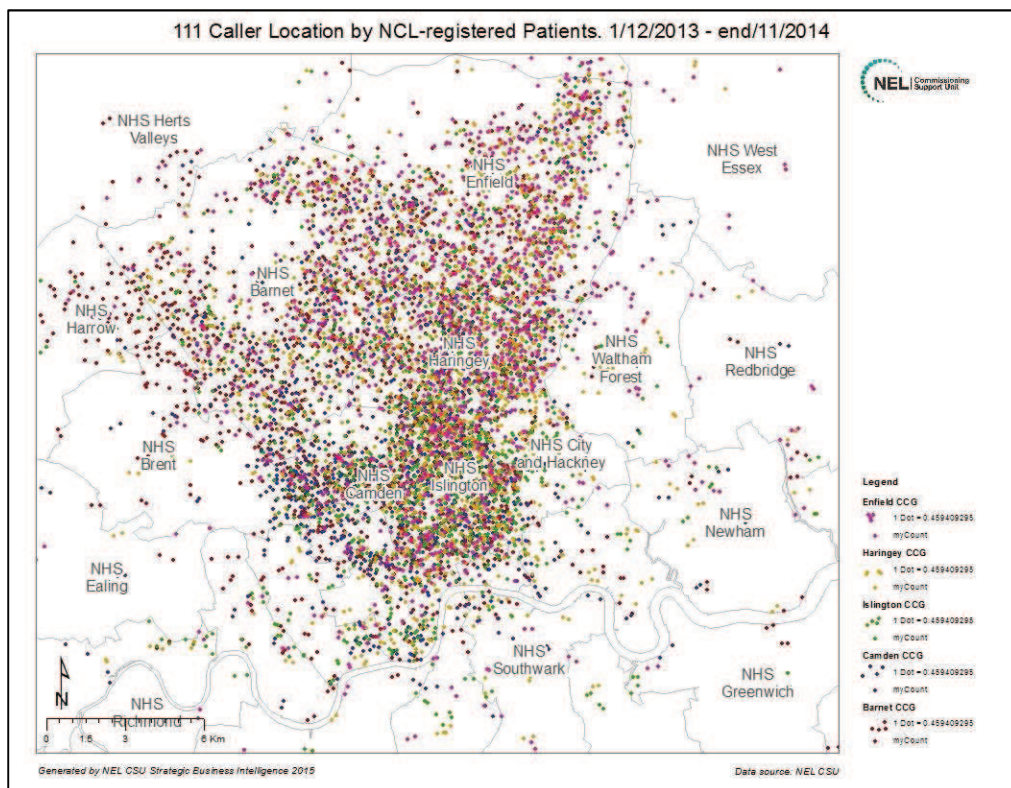 111 Caller Location by NCL-registered Patients. 1/12/2013 - end/11/2014
NEL
Commissioning
Support Unit
NHS Herts
Valleys
NHS West
Essex
NHS
Enfield
NHS
Barnet
NHS
Harrow
NHS
Haringey
NHS
Waltham
Forest
NHS
Redbridge
NHS
Brent
NHS
Camden
NHS
Islington
NHS City
and Hackney
NHS
Newham
NHS
Ealing
NHS
Southwark
NHS
Greenwich
NHS
Richmond
N
0 1.5 3 6 Km
Legend
Enfield CCG
1 Dot = 0.459409295
myCount
Haringey CCG
1 Dot = 0.459409295
myCount
Islington CCG
1 Dot = 0.459409295
myCount
Camden CCG
1 Dot = 0.459409295
myCount
Barnet CCG
1 Dot = 0.459409295
myCount
Generated by NEL CSU Strategic Business Intelligence 2015
Data source: NEL CSU